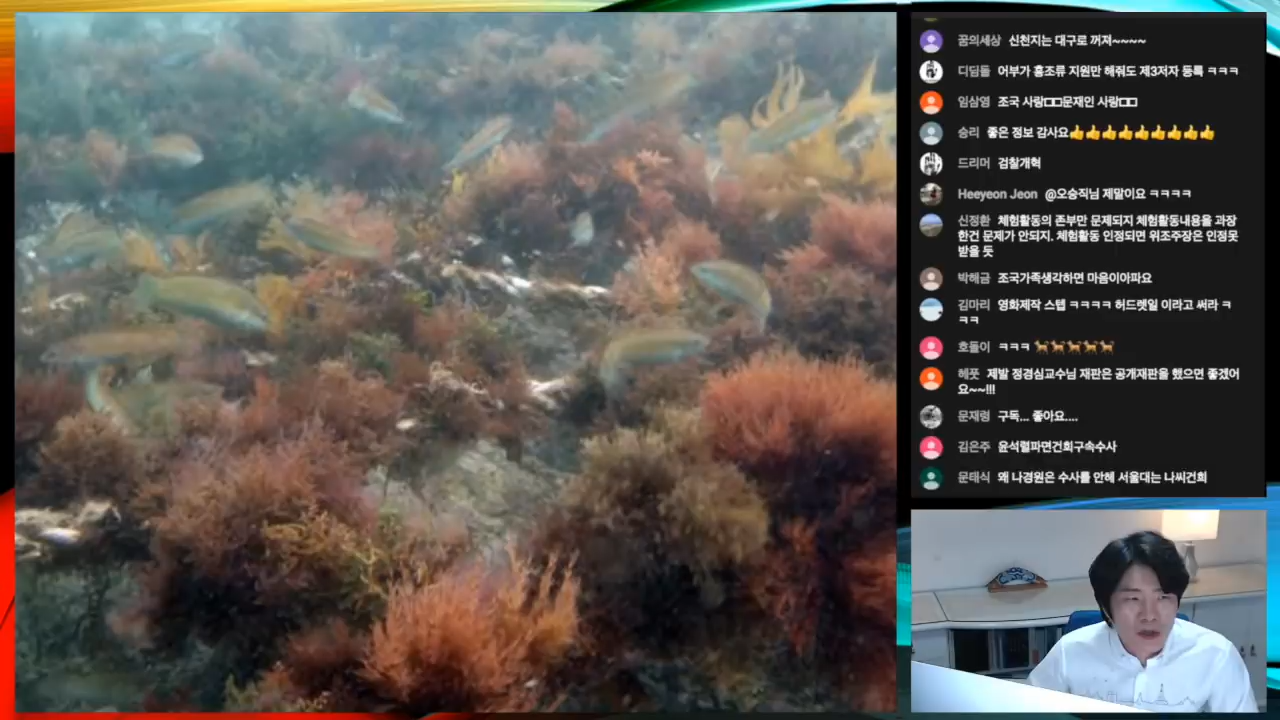 꿈의세상 신천지는 대구로 꺼져~~~~
디딤돌 어부가 홍조류 지원만 해줘도 제3저자 등록 ㅋㅋㅋ
임삼영 조국 사랑□□문재인 사랑□□
승리 좋은 정보 감사요👍👍👍👍👍👍👍👍👍
드리머 검찰개혁
Heeyeon Jeon @오승직님 제말이요 ㅋㅋㅋㅋ
신정환 체험활동의 존부만 문제되지 체험활동내용을 과장
한건 문제가 안되지. 체험활동 인정되면 위조주장은 인정못
받을 듯
박해금 조국가족생각하면 마음이아파요
김마리 영화제작 스텝 ㅋㅋㅋㅋ 허드렛일 이라고 써라 ㅋ
ㅋㅋ
호돌이 ㅋㅋㅋ 🐕🐕🐕🐕🐕
헤풋 제발 정경심교수님 재판은 공개재판을 했으면 좋겠어
요~~!!!
문재령 구독... 좋아요....
김은주 윤석렬파면건희구속수사
문태식 왜 나경원은 수사를 안해 서울대는 나씨건희